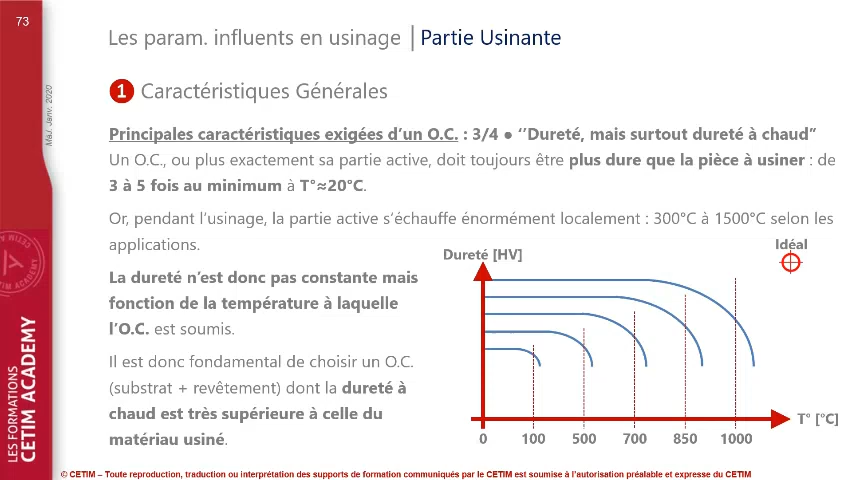 73
Les param. influents en usinage | Partie Usinante
Maj. Janv. 2020
1 Caractéristiques Générales
Principales caractéristiques exigées d’un O.C. : 3/4 ● ‘’Dureté, mais surtout dureté à chaud’’
Un O.C., ou plus exactement sa partie active, doit toujours être plus dure que la pièce à usiner : de
3 à 5 fois au minimum à T°≈20°C.
Or, pendant l’usinage, la partie active s’échauffe énormément localement : 300°C à 1500°C selon les
applications.
La dureté n’est donc pas constante mais
fonction de la température à laquelle
l’O.C. est soumis.
Il est donc fondamental de choisir un O.C.
(substrat + revêtement) dont la dureté à
chaud est très supérieure à celle du
matériau usiné.
Dureté [HV]
Idéal
T° [°C]
0 100 500 700 850 1000
LES FORMATIONS
CETIM ACADEMY
© CETIM – Toute reproduction, traduction ou interprétation des supports de formation communiqués par le CETIM est soumise à l’autorisation préalable et expresse du CETIM